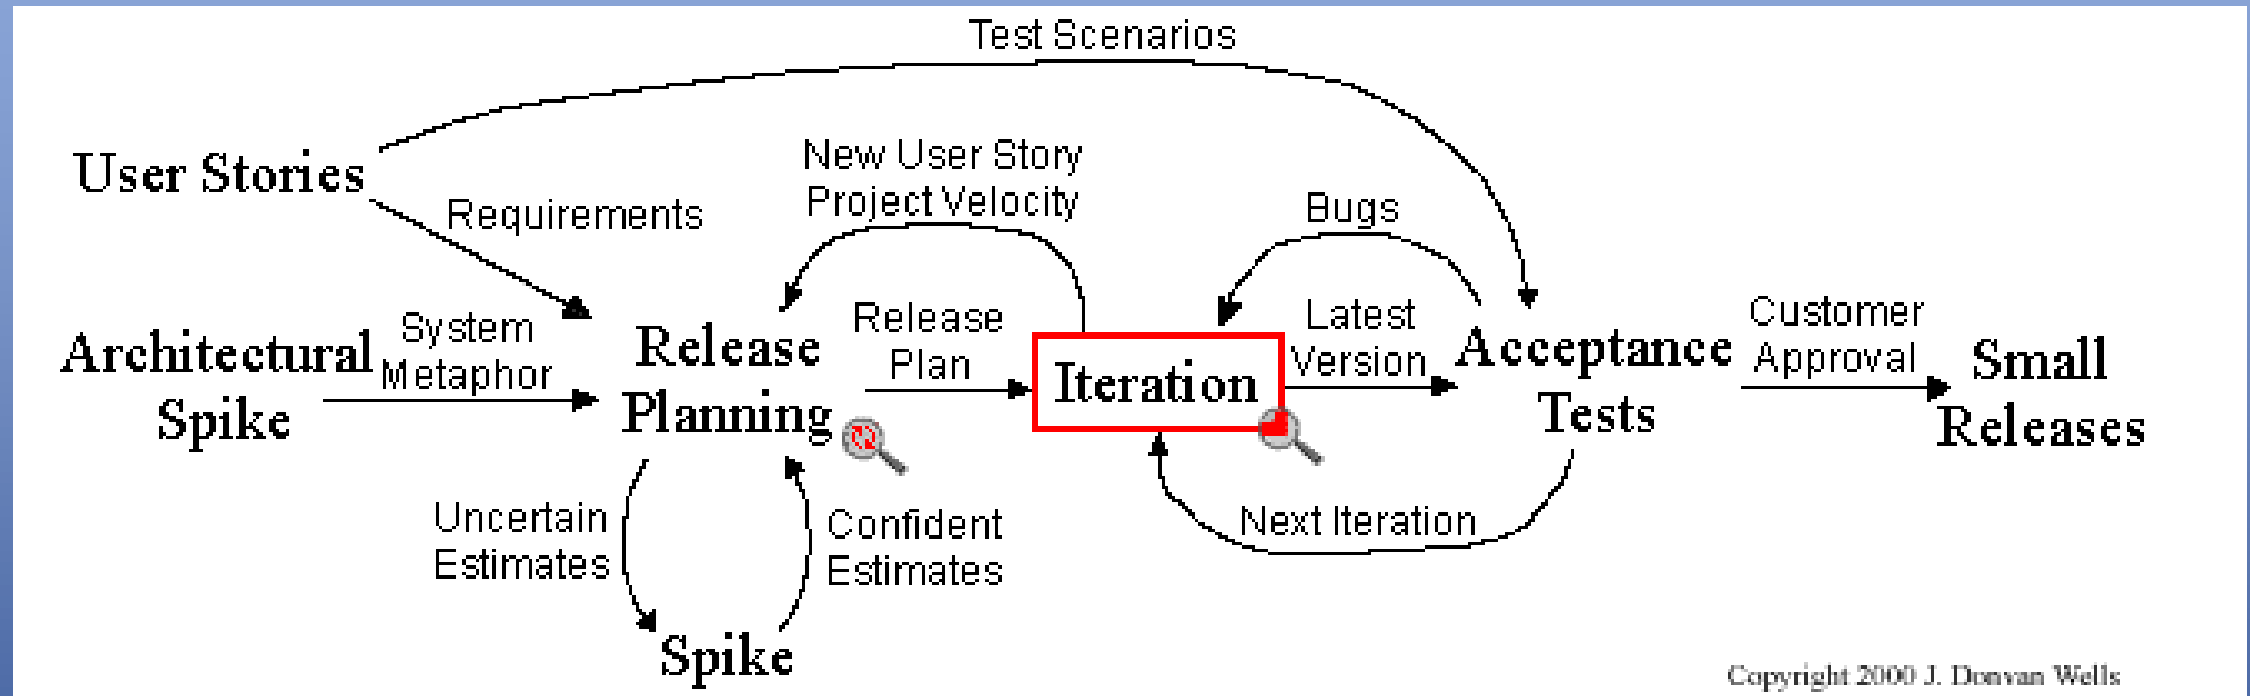 Test Scenarios
User Stories
Requirements
New User Story
Project Velocity
Bugs
Architectural
Spike
System
Metaphor
Release
Planning
Release
Plan
Iteration
Latest
Version
Acceptance
Tests
Customer
Approval
Small
Releases
Uncertain
Estimates
Confident
Estimates
Next Iteration
Spike
Copyright 2000 J. Donvan Wells